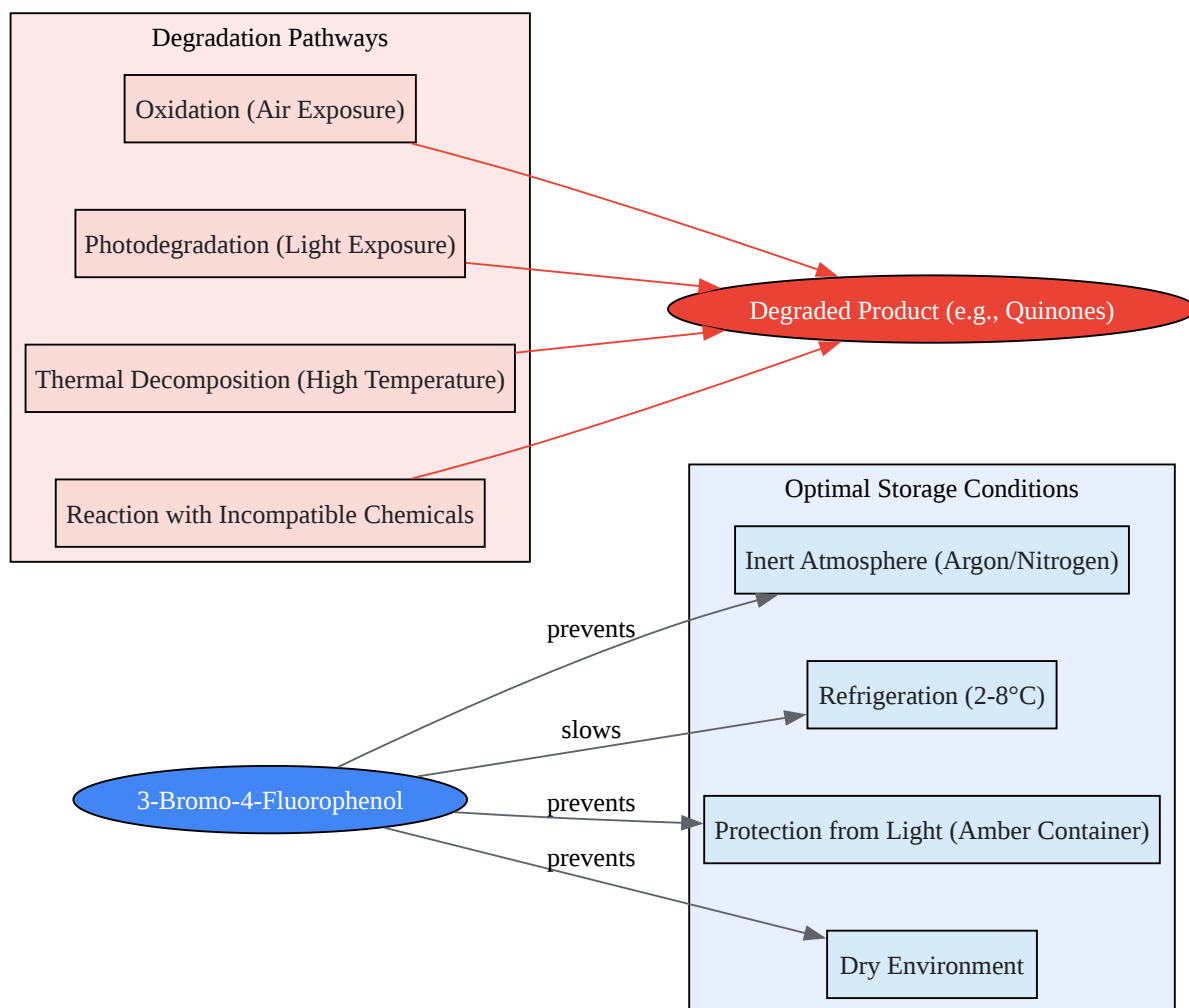 Degradation Pathways
Oxidation (Air Exposure)
Photodegradation (Light Exposure)
Thermal Decomposition (High Temperature)
Reaction with Incompatible Chemicals
Degraded Product (e.g., Quinones)
Optimal Storage Conditions
Inert Atmosphere (Argon/Nitrogen)
prevents
Refrigeration (2-8°C)
slows
3-Bromo-4-Fluorophenol
prevents
Protection from Light (Amber Container)
prevents
Dry Environment